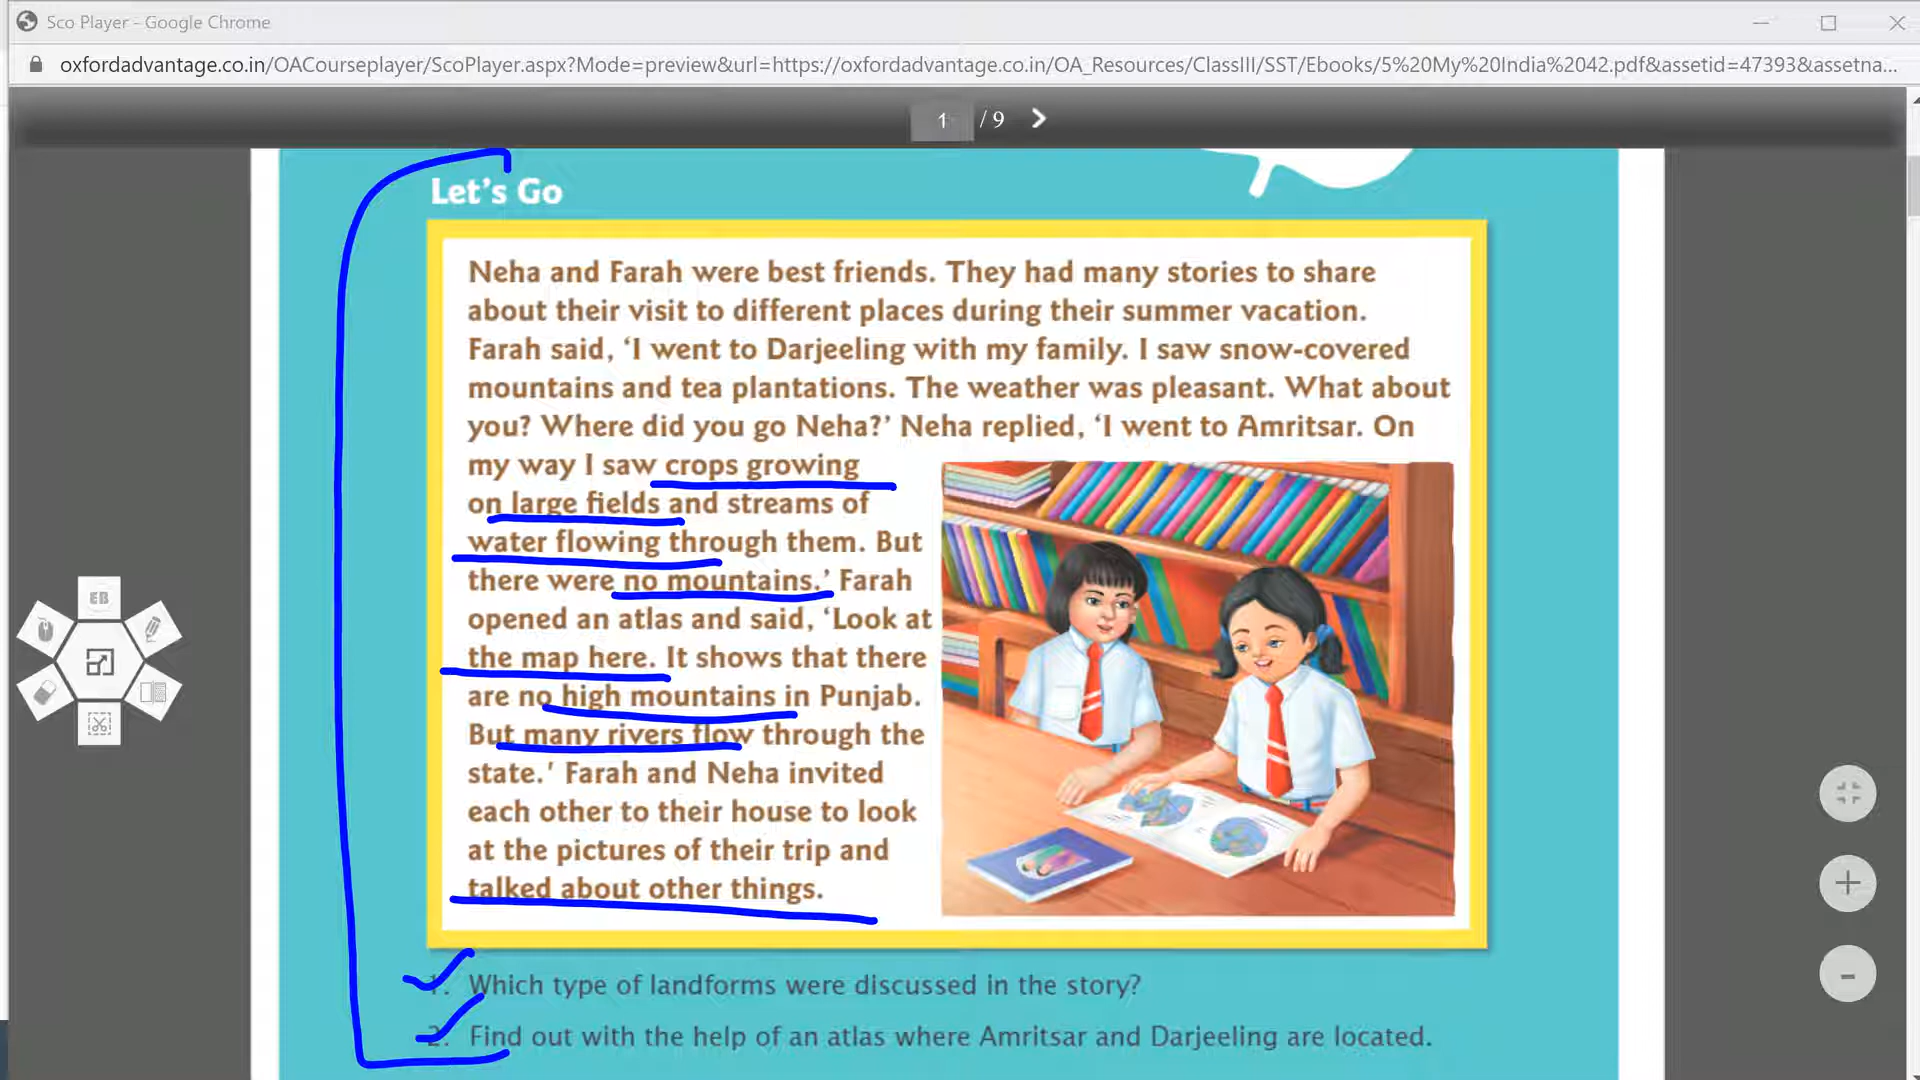 Sco Player - Google Chrome
oxfordadvantage.co.in/OACourseplayer/ScoPlayer.aspx?Mode=preview&url=https://oxfordadvantage.co.in/OA_Resources/ClassIII/SST/Ebooks/5%20My%20India%2042.pdf&assetid=47393&assetna...
1 / 9
Let's Go
Neha and Farah were best friends. They had many stories to share
about their visit to different places during their summer vacation.
Farah said, ‘I went to Darjeeling with my family. I saw snow-covered
mountains and tea plantations. The weather was pleasant. What about
you? Where did you go Neha?’ Neha replied, ‘I went to Amritsar. On
my way I saw crops growing
on large fields and streams of
water flowing through them. But
there were no mountains.’ Farah
opened an atlas and said, ‘Look at
the map here. It shows that there
are no high mountains in Punjab.
But many rivers flow through the
state.’ Farah and Neha invited
each other to their house to look
at the pictures of their trip and
talked about other things.
1. Which type of landforms were discussed in the story?
2. Find out with the help of an atlas where Amritsar and Darjeeling are located.
EB